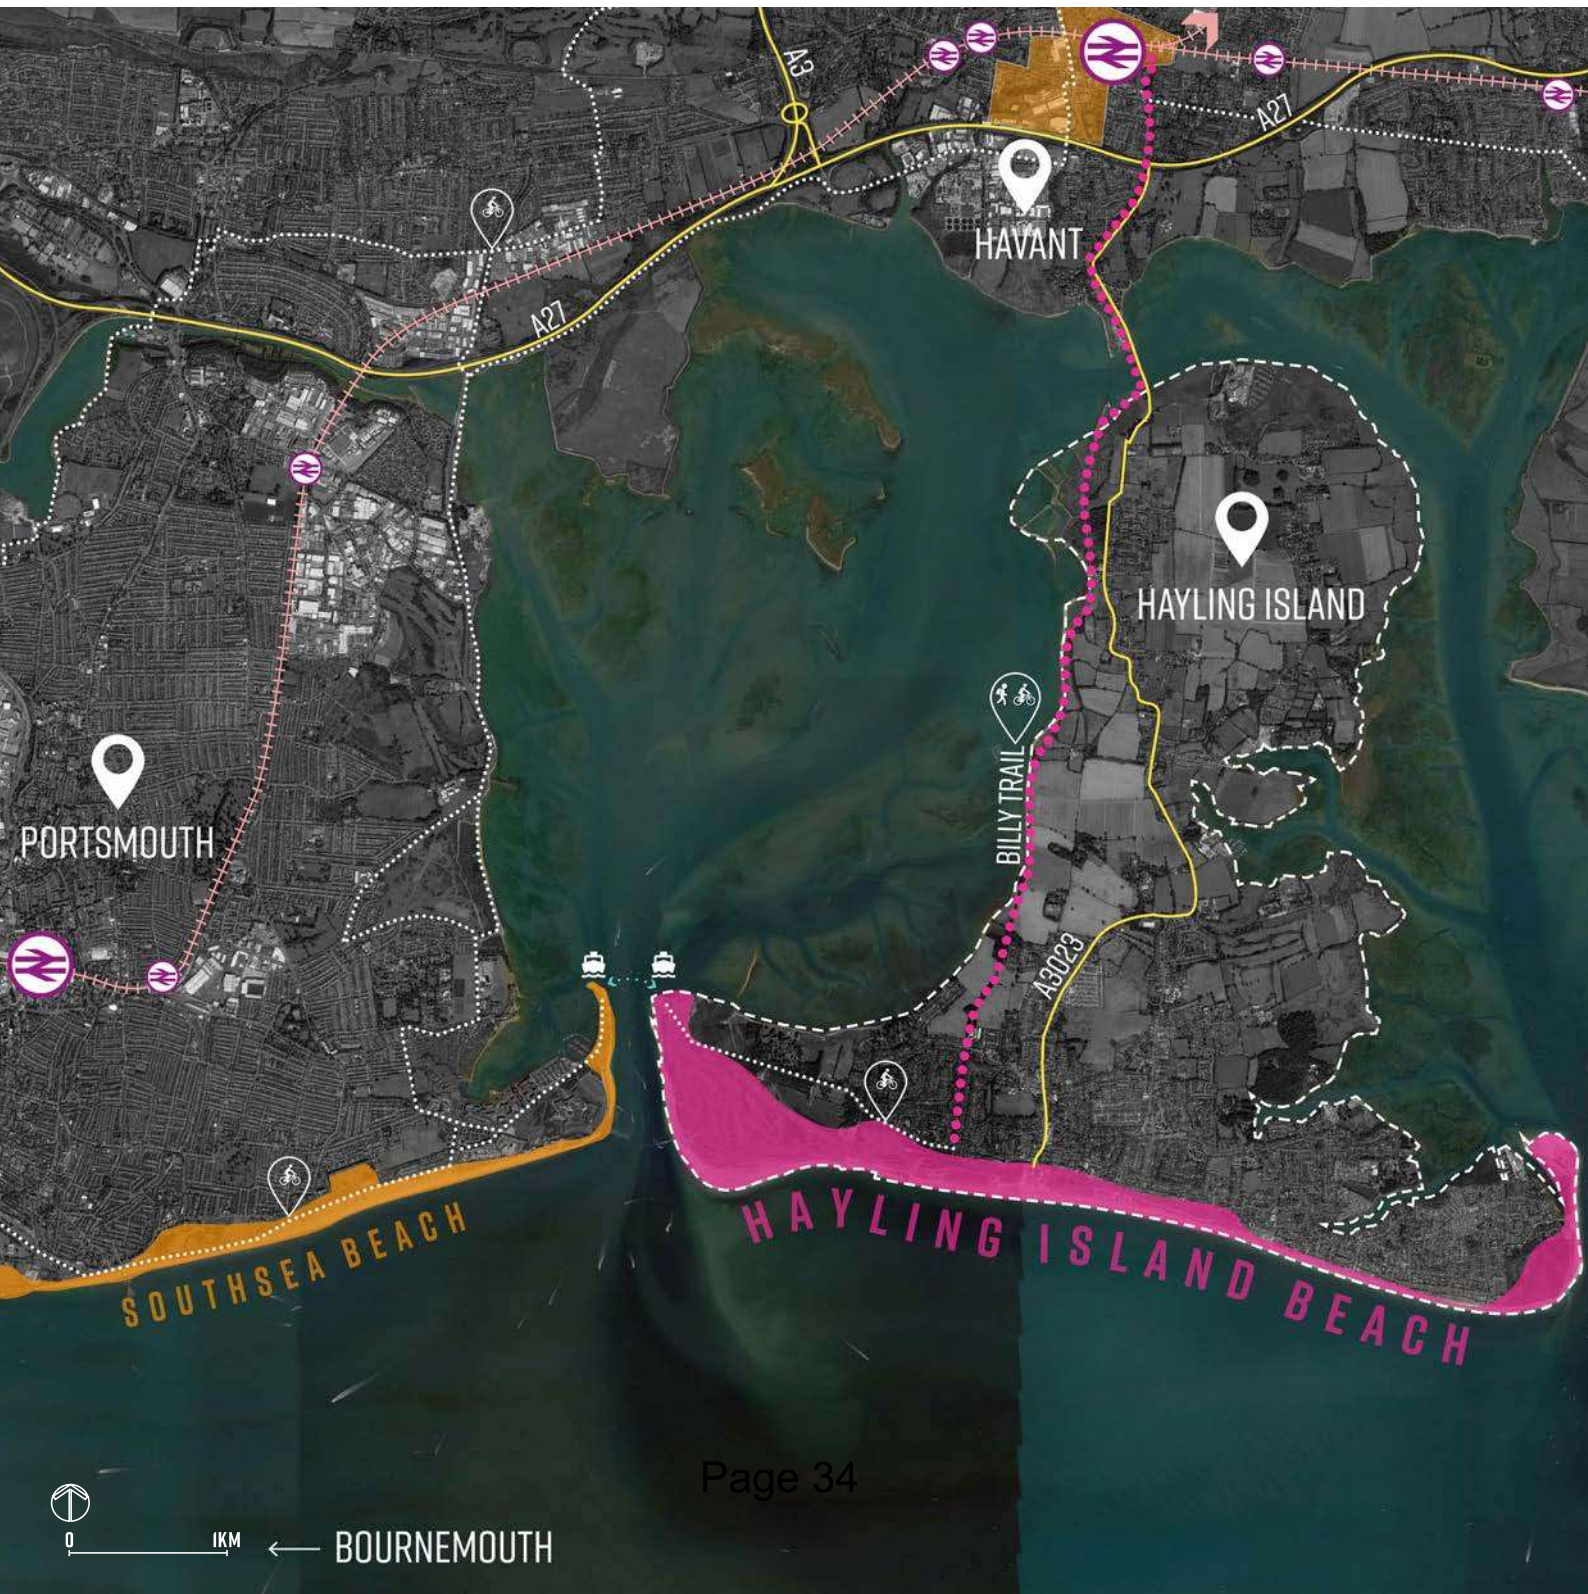 A3
A27
HAVANT
A27
HAYLING ISLAND
BILLY TRAIL
PORTSMOUTH
A3023
SOUTHSEA BEACH
HAYLING ISLAND BEACH
Page 34
0 1KM
BOURNEMOUTH